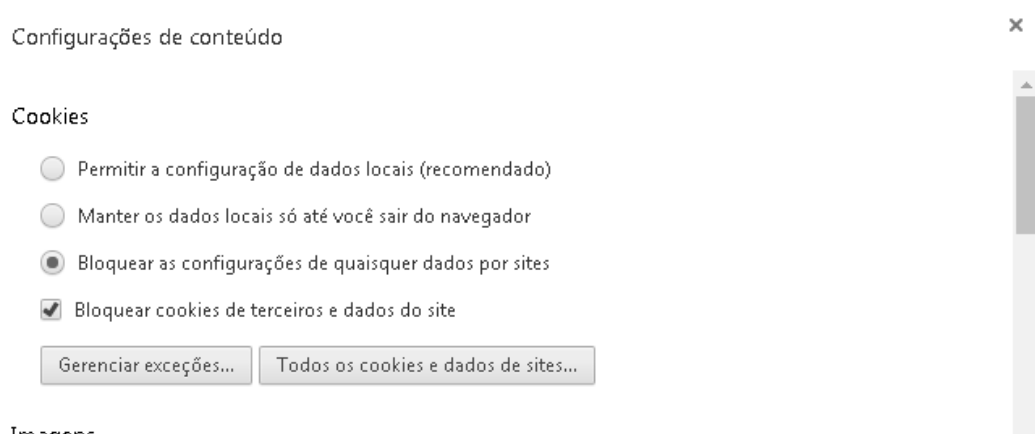 Configurações de conteúdo
Cookies
Permitir a configuração de dados locais (recomendado)
Manter os dados locais só até você sair do navegador
Bloquear as configurações de quaisquer dados por sites
Bloquear cookies de terceiros e dados do site
Gerenciar exceções... Todos os cookies e dados de sites...
Imagens